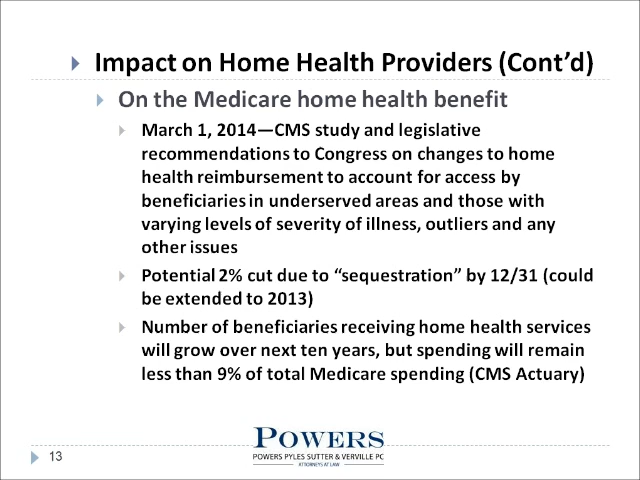 Impact on Home Health Providers (Cont’d)
On the Medicare home health benefit
March 1, 2014—CMS study and legislative
recommendations to Congress on changes to home
health reimbursement to account for access by
beneficiaries in underserved areas and those with
varying levels of severity of illness, outliers and any
other issues
Potential 2% cut due to “sequestration” by 12/31 (could
be extended to 2013)
Number of beneficiaries receiving home health services
will grow over next ten years, but spending will remain
less than 9% of total Medicare spending (CMS Actuary)
13
POWERS
POWERS PYLES SUTTER & VERVILLE PC
ATTORNEYS AT LAW